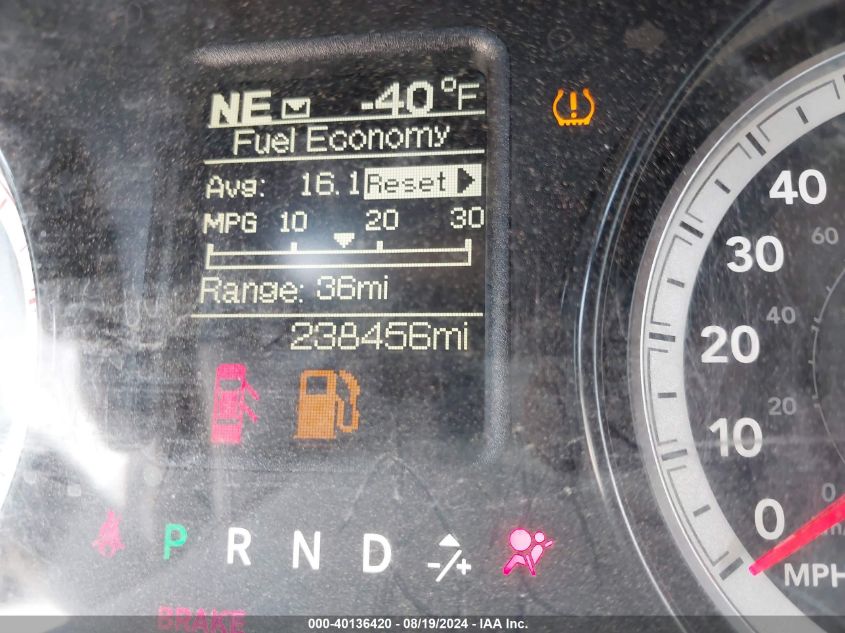 NE -40°F
Fuel Economy
Avg: 16.1 Reset
MPG 10 20 30
Range: 36mi
238456mi
P R N D -/+
BRAKE
40
60
30
40
20
10
20
0
0
MPH
000-40136420 - 08/19/2024 - IAA Inc.